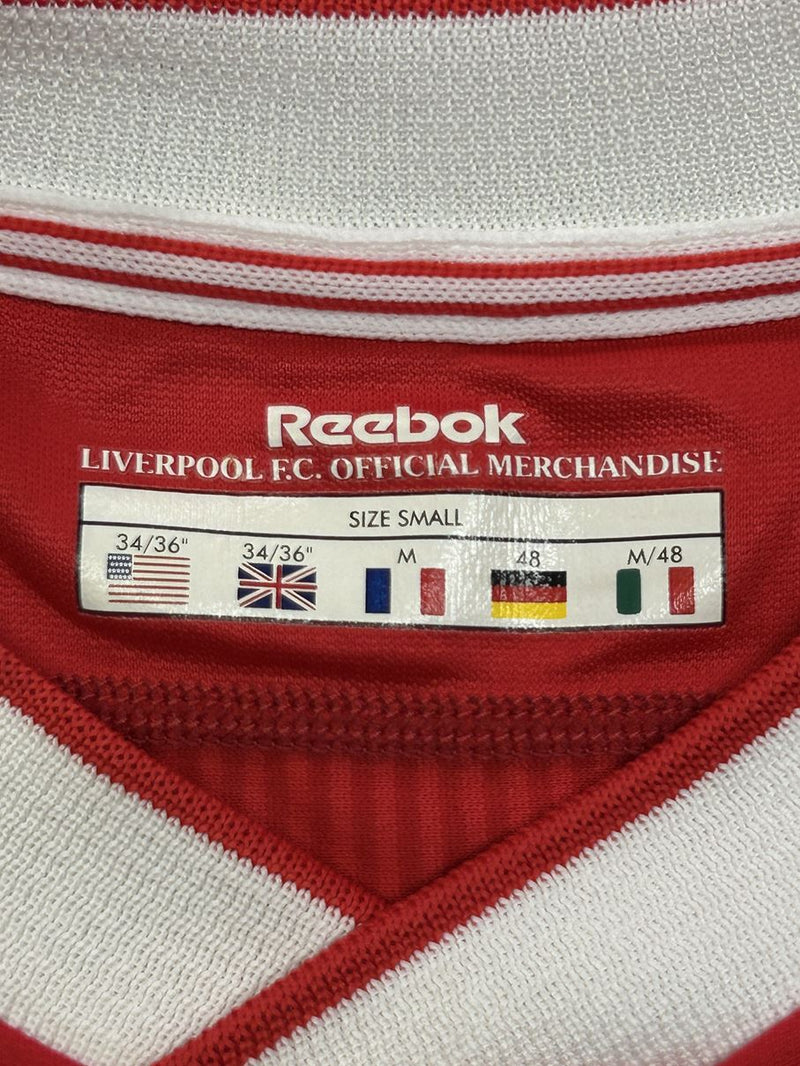 Reebok
LIVERPOOL F.C. OFFICIAL MERCHANDISE
SIZE SMALL
34/36" 34/36" M 48 M/48